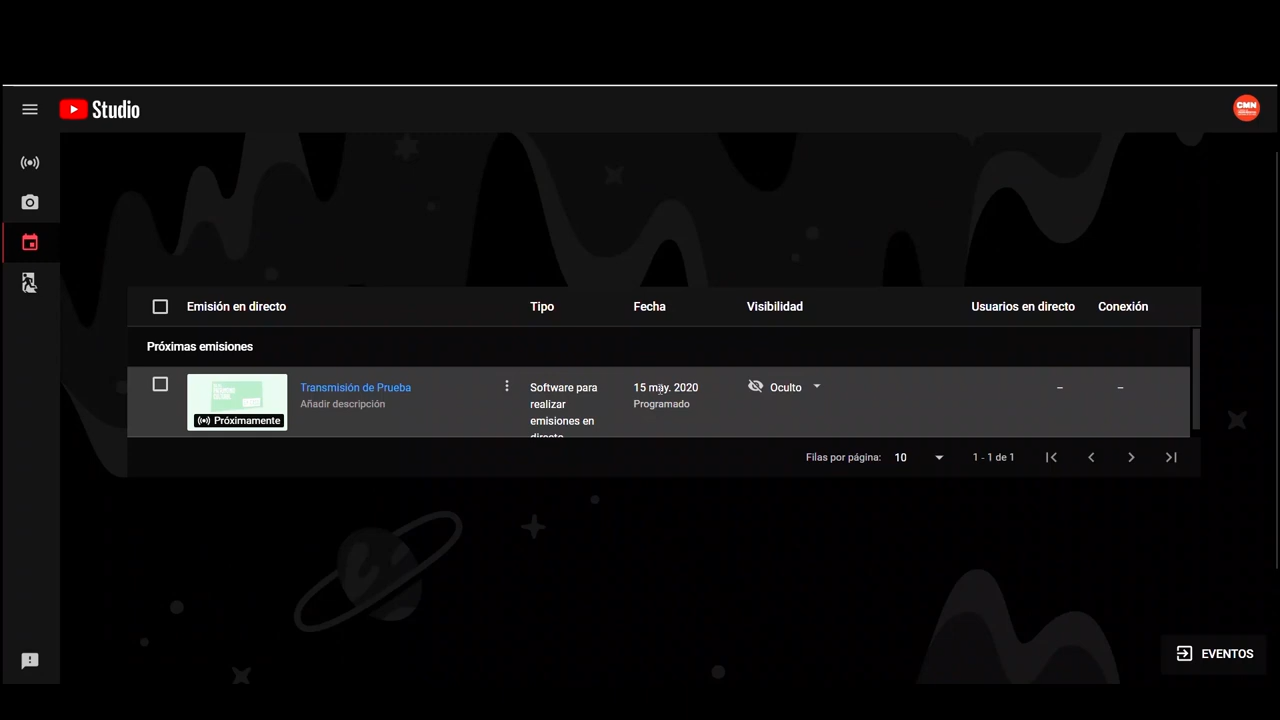 Studio
CMN
Emisión en directo Tipo Fecha Visibilidad Usuarios en directo Conexión
Próximas emisiones
Transmisión de Prueba Software para 15 may. 2020 Oculto – –
Añadir descripción realizar Programado
Próximamente emisiones en
directo
Filas por página: 10 1 - 1 de 1
EVENTOS